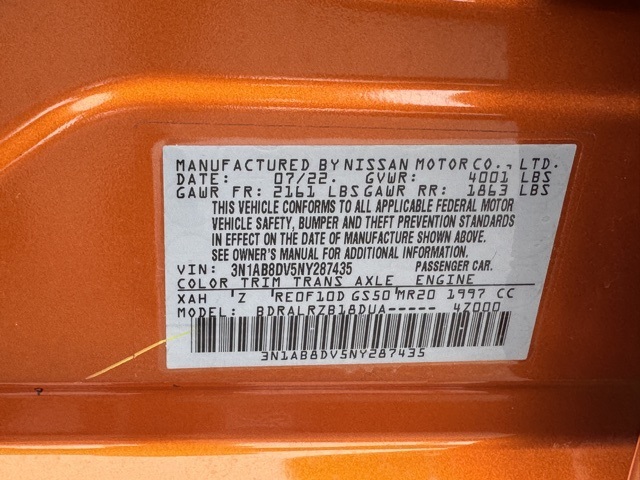 MANUFACTURED BY NISSAN MOTOR CO., LTD.
DATE: 07/22. GVWR: 4001 LBS
GAWR FR: 2161 LBS GAWR RR: 1863 LBS
THIS VEHICLE CONFORMS TO ALL APPLICABLE FEDERAL MOTOR
VEHICLE SAFETY, BUMPER AND THEFT PREVENTION STANDARDS
IN EFFECT ON THE DATE OF MANUFACTURE SHOWN ABOVE.
SEE OWNER'S MANUAL FOR ADDITIONAL INFORMATION.
VIN: 3N1AB8DV5NY287435 PASSENGER CAR.
COLOR TRIM TRANS AXLE ENGINE
XAH 'Z RE0F10D GS50 MR20 1997 CC
MODEL: BDRALRZB18DUA----- 4Z000
3N1AB8DV5NY287435